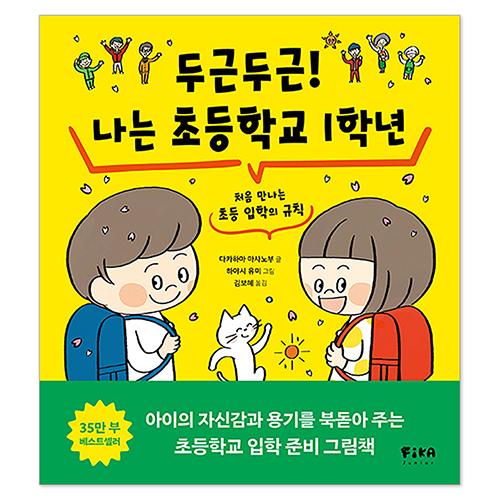 두근두근!
나는 초등학교 1학년
처음 만나는
초등 입학의 규칙
다카하마 마사노부 글
하야시 유미 그림
김보혜 옮김
35만 부
베스트셀러
아이의 자신감과 용기를 북돋아 주는
초등학교 입학 준비 그림책
FIKA
Junior